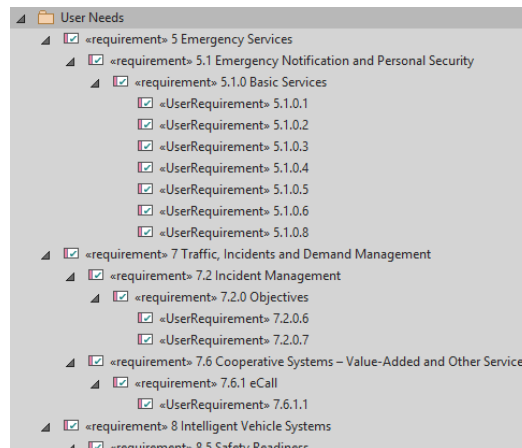 User Needs
«requirement» 5 Emergency Services
«requirement» 5.1 Emergency Notification and Personal Security
«requirement» 5.1.0 Basic Services
«UserRequirement» 5.1.0.1
«UserRequirement» 5.1.0.2
«UserRequirement» 5.1.0.3
«UserRequirement» 5.1.0.4
«UserRequirement» 5.1.0.5
«UserRequirement» 5.1.0.6
«UserRequirement» 5.1.0.8
«requirement» 7 Traffic, Incidents and Demand Management
«requirement» 7.2 Incident Management
«requirement» 7.2.0 Objectives
«UserRequirement» 7.2.0.6
«UserRequirement» 7.2.0.7
«requirement» 7.6 Cooperative Systems – Value-Added and Other Service
«requirement» 7.6.1 eCall
«UserRequirement» 7.6.1.1
«requirement» 8 Intelligent Vehicle Systems
«requirement» 8.5 Safety Readiness